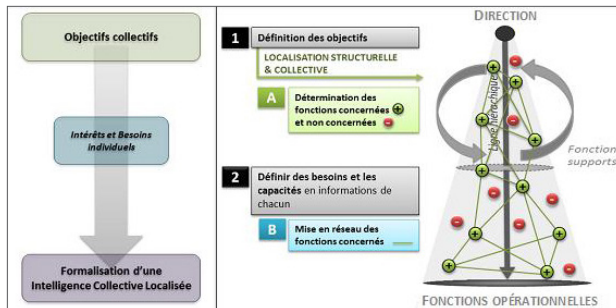 Objectifs collectifs
Intérêts et Besoins
individuels
Formalisation d'une
Intelligence Collective Localisée
1
Définition des objectifs
LOCALISATION STRUCTURELLE
& COLLECTIVE
A
Détermination des
fonctions concernées +
et non concernées -
2
Définir des besoins et les
capacités en informations de
chacun
B
Mise en réseau des
fonctions concernés
DIRECTION
Ligne hiérachique
Fonction
supports
FONCTIONS OPÉRATIONNELLES